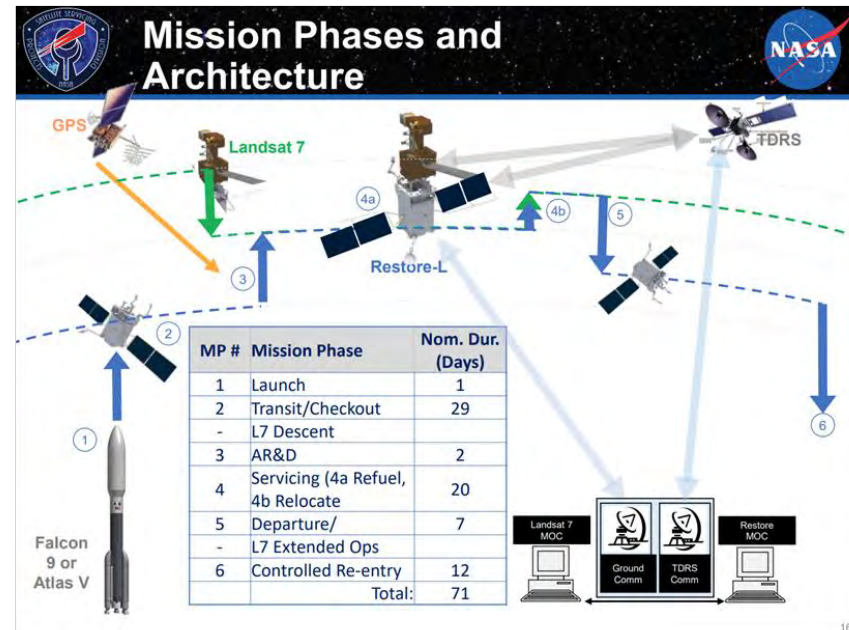 SATELLITE SERVICING
NASA
Mission Phases and
Architecture
NASA
GPS
Landsat 7
TDRS
4a
4b
5
3
Restore-L
2
MP # Mission Phase Nom. Dur.
(Days)
1 Launch 1
2 Transit/Checkout 29
- L7 Descent
3 AR&D 2
4 Servicing (4a Refuel, 20
4b Relocate
5 Departure/ 7
- L7 Extended Ops
6 Controlled Re-entry 12
Total: 71
1
6
Falcon
9 or
Atlas V
Landsat 7
MOC
Ground
Comm
TDRS
Comm
Restore
MOC